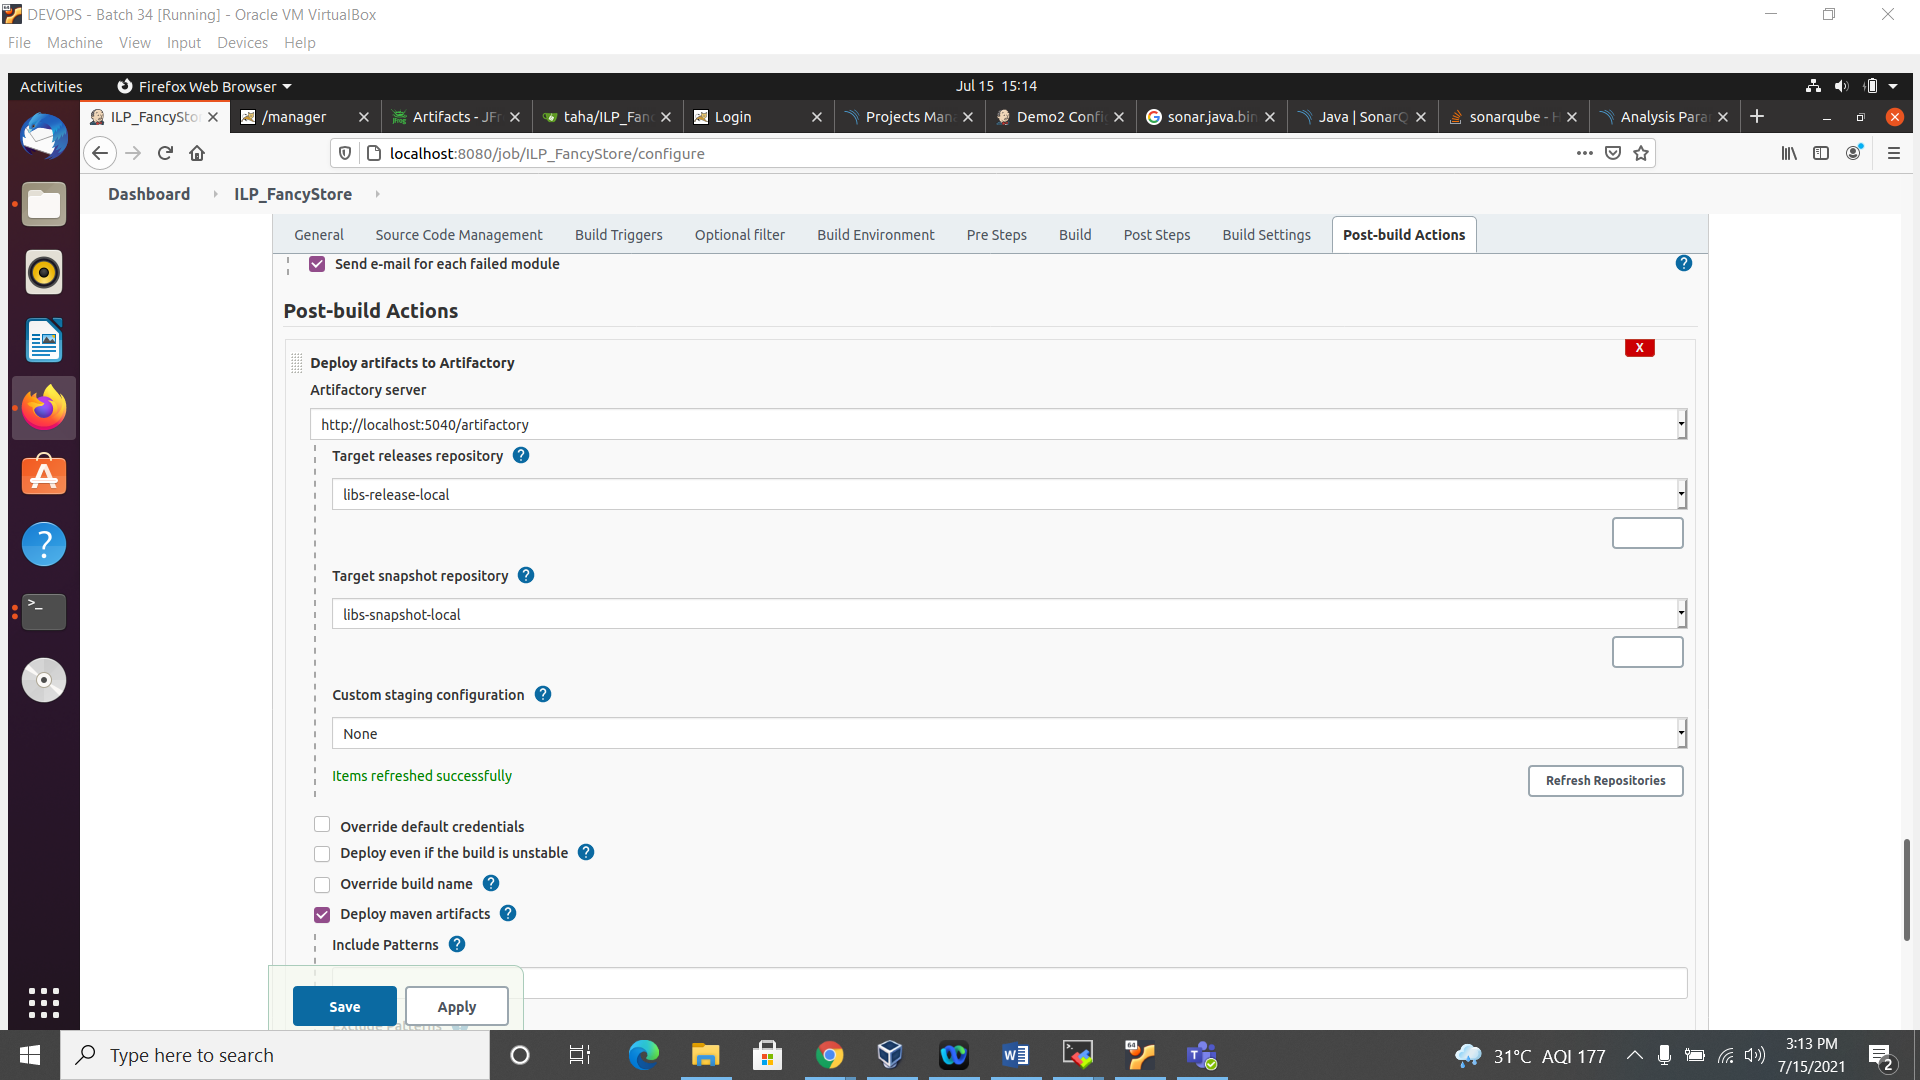 DEVOPS - Batch 34 [Running] - Oracle VM VirtualBox
File Machine View Input Devices Help
Activities Firefox Web Browser Jul 15 15:14
ILP_FancySto /manager Artifacts - JFr taha/ILP_Fan Login Projects Man Demo2 Confi sonar.java.bin Java | SonarQ sonarqube - H Analysis Para
localhost:8080/job/ILP_FancyStore/configure
Dashboard ILP_FancyStore
General Source Code Management Build Triggers Optional filter Build Environment Pre Steps Build Post Steps Build Settings Post-build Actions
Send e-mail for each failed module ?
Post-build Actions
X
Deploy artifacts to Artifactory
Artifactory server
http://localhost:5040/artifactory
Target releases repository ?
libs-release-local
Target snapshot repository ?
libs-snapshot-local
Custom staging configuration ?
None
Items refreshed successfully Refresh Repositories
Override default credentials
Deploy even if the build is unstable ?
Override build name ?
Deploy maven artifacts ?
Include Patterns ?
Save Apply
Exclude Patterns
Type here to search
31°C AQI 177
3:13 PM
7/15/2021
2